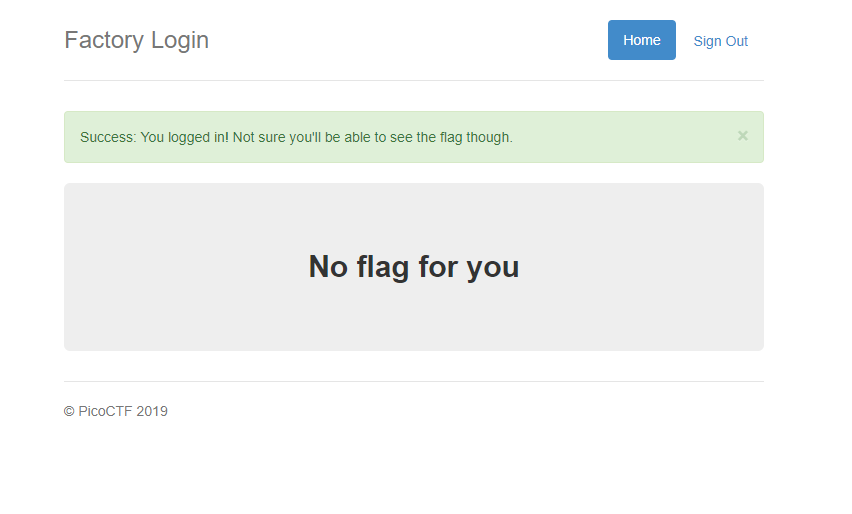 Factory Login
Home
Sign Out
Success: You logged in! Not sure you'll be able to see the flag though.
×
No flag for you
© PicoCTF 2019